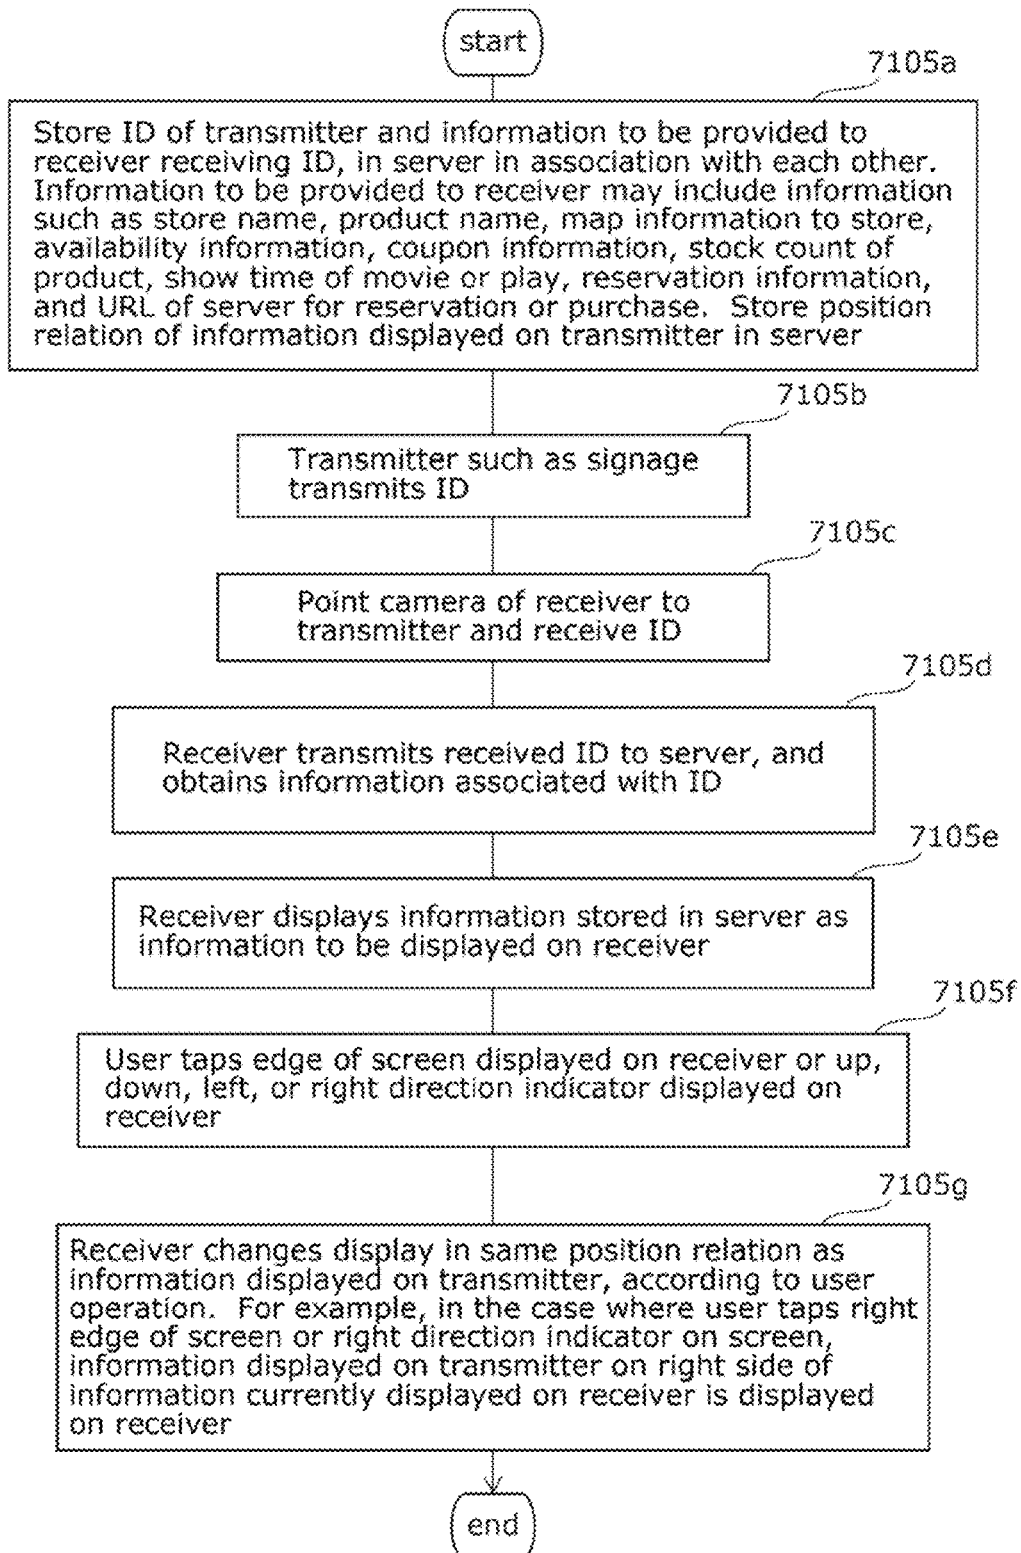 start
7105a
Store ID of transmitter and information to be provided to
receiver receiving ID, in server in association with each other.
Information to be provided to receiver may include information
such as store name, product name, map information to store,
availability information, coupon information, stock count of
product, show time of movie or play, reservation information,
and URL of server for reservation or purchase.  Store position
relation of information displayed on transmitter in server
7105b
Transmitter such as signage
transmits ID
7105c
Point camera of receiver to
transmitter and receive ID
7105d
Receiver transmits received ID to server, and
obtains information associated with ID
7105e
Receiver displays information stored in server as
information to be displayed on receiver
7105f
User taps edge of screen displayed on receiver or up,
down, left, or right direction indicator displayed on
receiver
7105g
Receiver changes display in same position relation as
information displayed on transmitter, according to user
operation.  For example, in the case where user taps right
edge of screen or right direction indicator on screen,
information displayed on transmitter on right side of
information currently displayed on receiver is displayed
on receiver
end